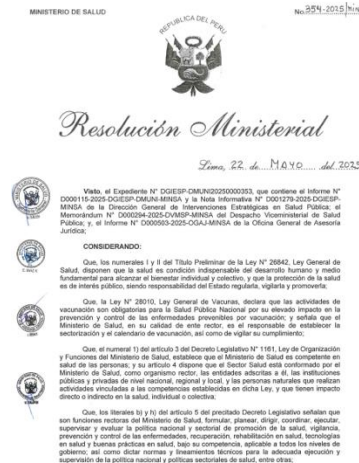 MINISTERIO DE SALUD
No. 354-2025/MIN
REPUBLICA DEL PERU
Resolución Ministerial
Lima, 22 de MAYO del 2025
Visto, el Expediente N° DGIESP-DMUNI20250000353, que contiene el Informe N°
D000115-2025-DGIESP-DMUNI-MINSA y la Nota Informativa N° D001279-2025-DGIESP-
MINSA de la Dirección General de Intervenciones Estratégicas en Salud Pública; el
Memorándum N° D000294-2025-DVMSP-MINSA del Despacho Viceministerial de Salud
Pública; y, el Informe N° D000503-2025-OGAJ-MINSA de la Oficina General de Asesoría
Jurídica;
CONSIDERANDO:
Que, los numerales I y II del Título Preliminar de la Ley N° 26842, Ley General de
Salud, disponen que la salud es condición indispensable del desarrollo humano y medio
fundamental para alcanzar el bienestar individual y colectivo, y que la protección de la salud
es de interés público, siendo responsabilidad del Estado regularla, vigilarla y promoverla;
Que, la Ley N° 28010, Ley General de Vacunas, declara que las actividades de
vacunación son obligatorias para la Salud Pública Nacional por su elevado impacto en la
prevención y control de las enfermedades prevenibles por vacunación; y señala que el
Ministerio de Salud, en su calidad de ente rector, es el responsable de establecer la
sectorización y el calendario de vacunación, así como de vigilar su cumplimiento;
Que, el numeral 1) del artículo 3 del Decreto Legislativo N° 1161, Ley de Organización
y Funciones del Ministerio de Salud, establece que el Ministerio de Salud es competente en
salud de las personas; y su artículo 4 dispone que el Sector Salud está conformado por el
Ministerio de Salud, como organismo rector, las entidades adscritas a él, las instituciones
públicas y privadas de nivel nacional, regional y local, y las personas naturales que realizan
actividades vinculadas a las competencias establecidas en dicha Ley, y que tienen impacto
directo o indirecto en la salud, individual o colectiva;
Que, los literales b) y h) del artículo 5 del precitado Decreto Legislativo señalan que
son funciones rectoras del Ministerio de Salud, formular, planear, dirigir, coordinar, ejecutar,
supervisar y evaluar la política nacional y sectorial de promoción de la salud, vigilancia,
prevención y control de las enfermedades, recuperación, rehabilitación en salud, tecnologías
en salud y buenas prácticas en salud, bajo su competencia, aplicable a todos los niveles de
gobierno; así como dictar normas y lineamientos técnicos para la adecuada ejecución y
supervisión de la política nacional y políticas sectoriales de salud, entre otras;